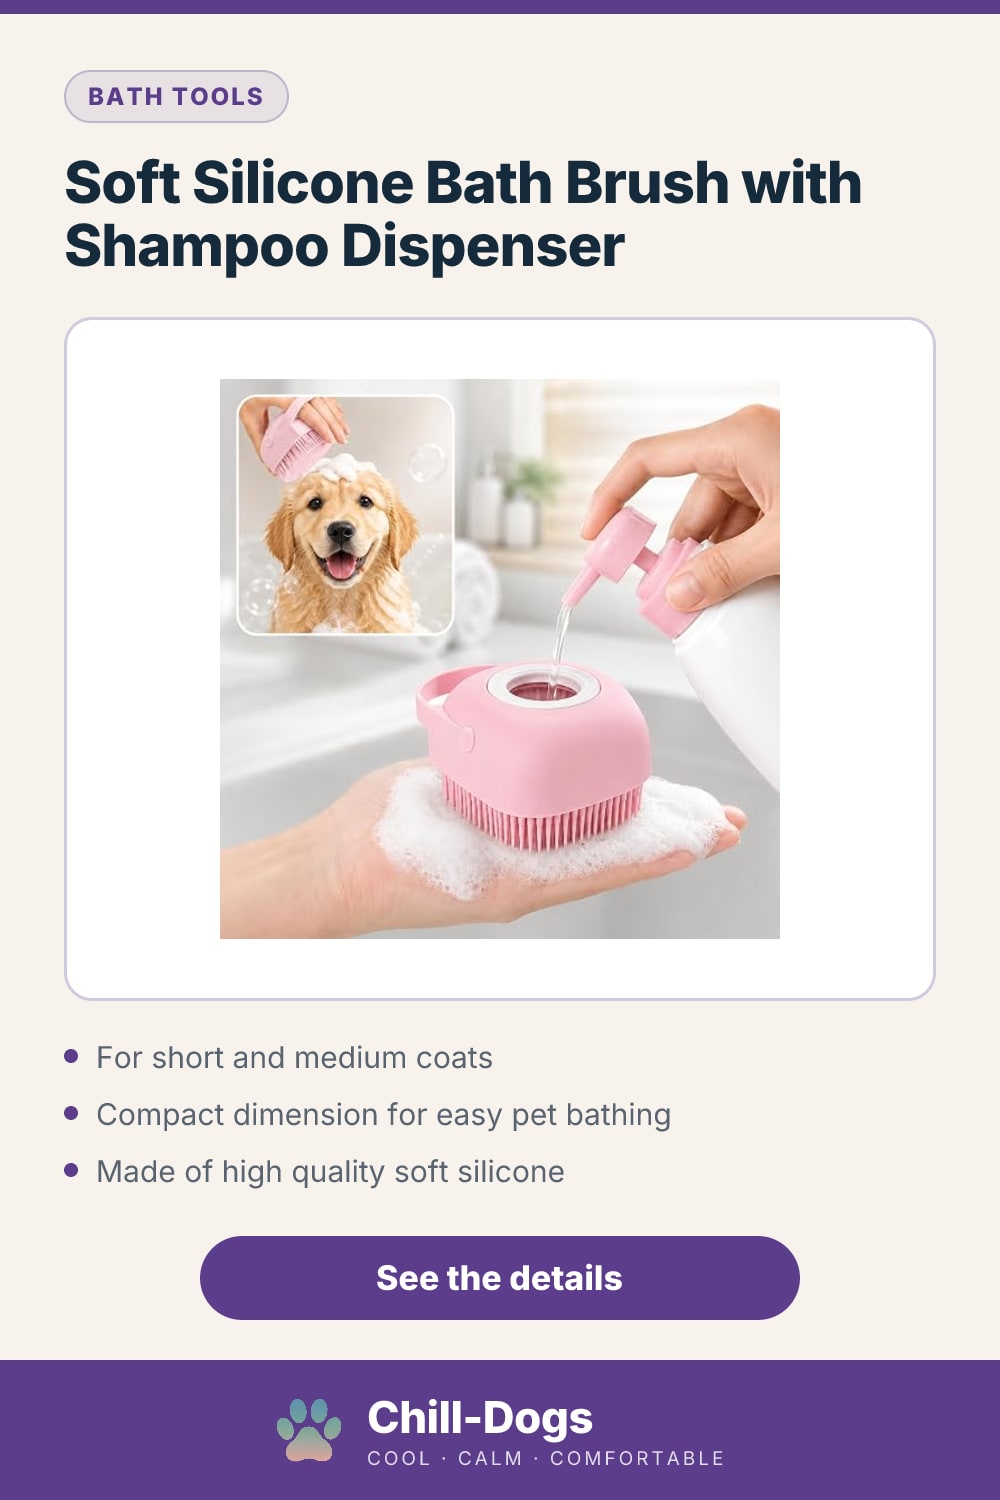 BATH TOOLS
Soft Silicone Bath Brush with
Shampoo Dispenser
For short and medium coats
Compact dimension for easy pet bathing
Made of high quality soft silicone
See the details
Chill-Dogs
COOL · CALM · COMFORTABLE